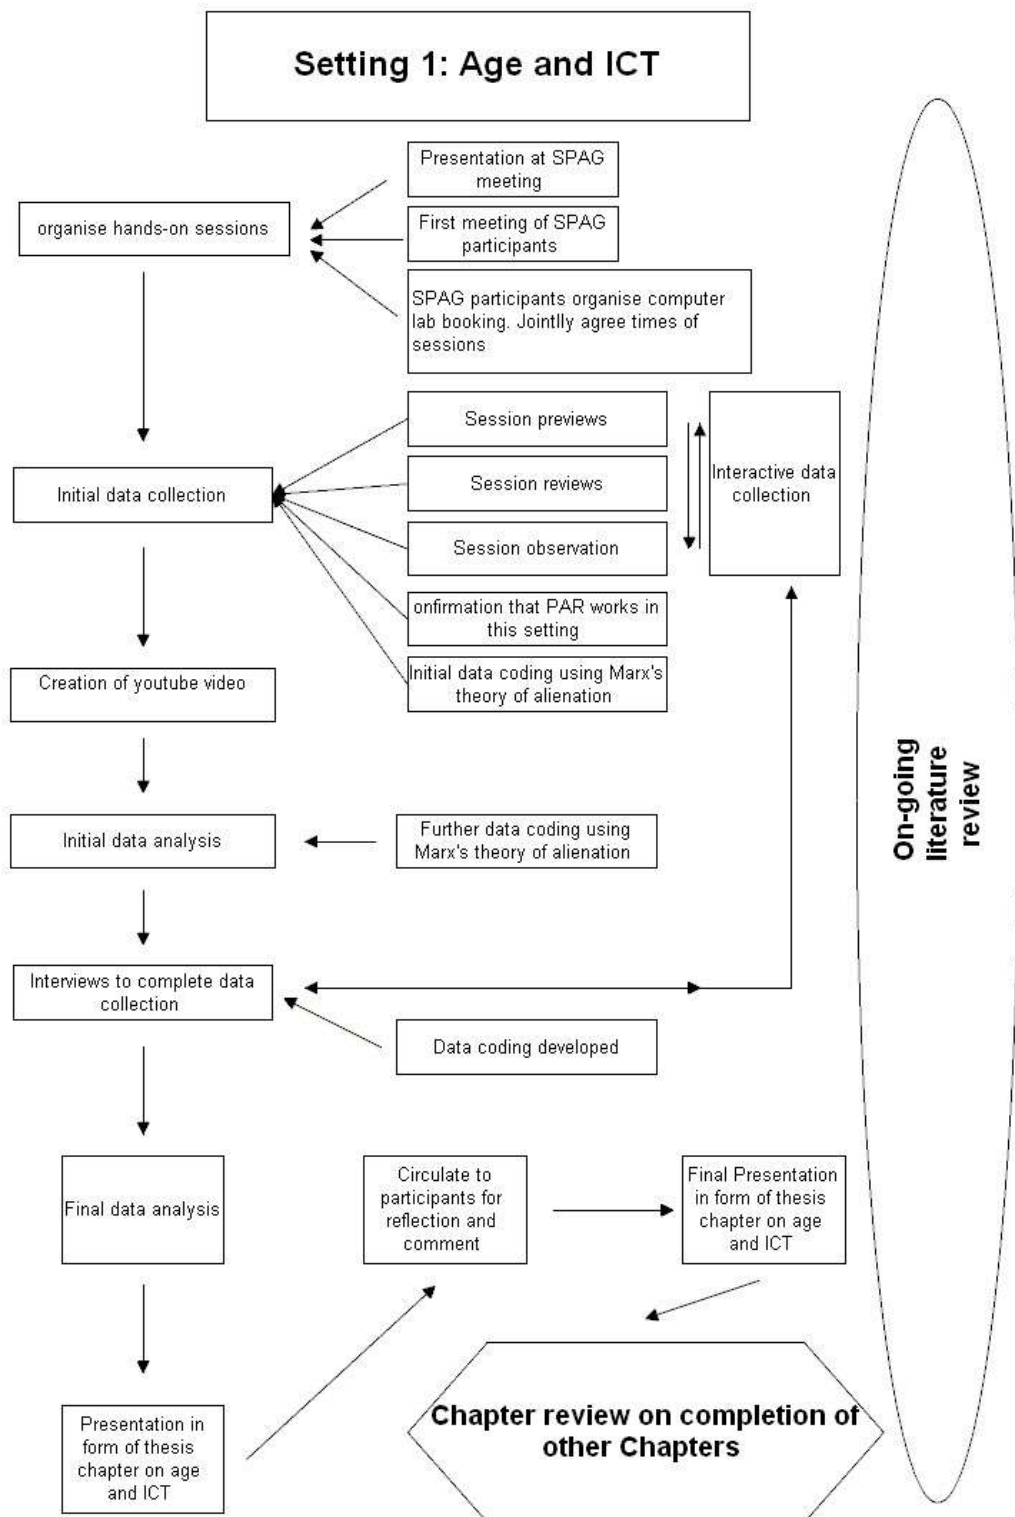 Setting 1: Age and ICT
Presentation at SPAG
meeting
organise hands-on sessions
First meeting of SPAG
participants
SPAG participants organise computer
lab booking. Jointlly agree times of
sessions
Session previews
Interactive data
collection
Initial data collection
Session reviews
Session observation
onfirmation that PAR works in
this setting
Creation of youtube video
Initial data coding using Marx's
theory of alienation
On-going
literature
review
Initial data analysis
Further data coding using
Marx's theory of alienation
Interviews to complete data
collection
Data coding developed
Final data analysis
Circulate to
participants for
reflection and
comment
Final Presentation
in form of thesis
chapter on age
and ICT
Presentation in
form of thesis
chapter on age
and ICT
Chapter review on completion of
other Chapters